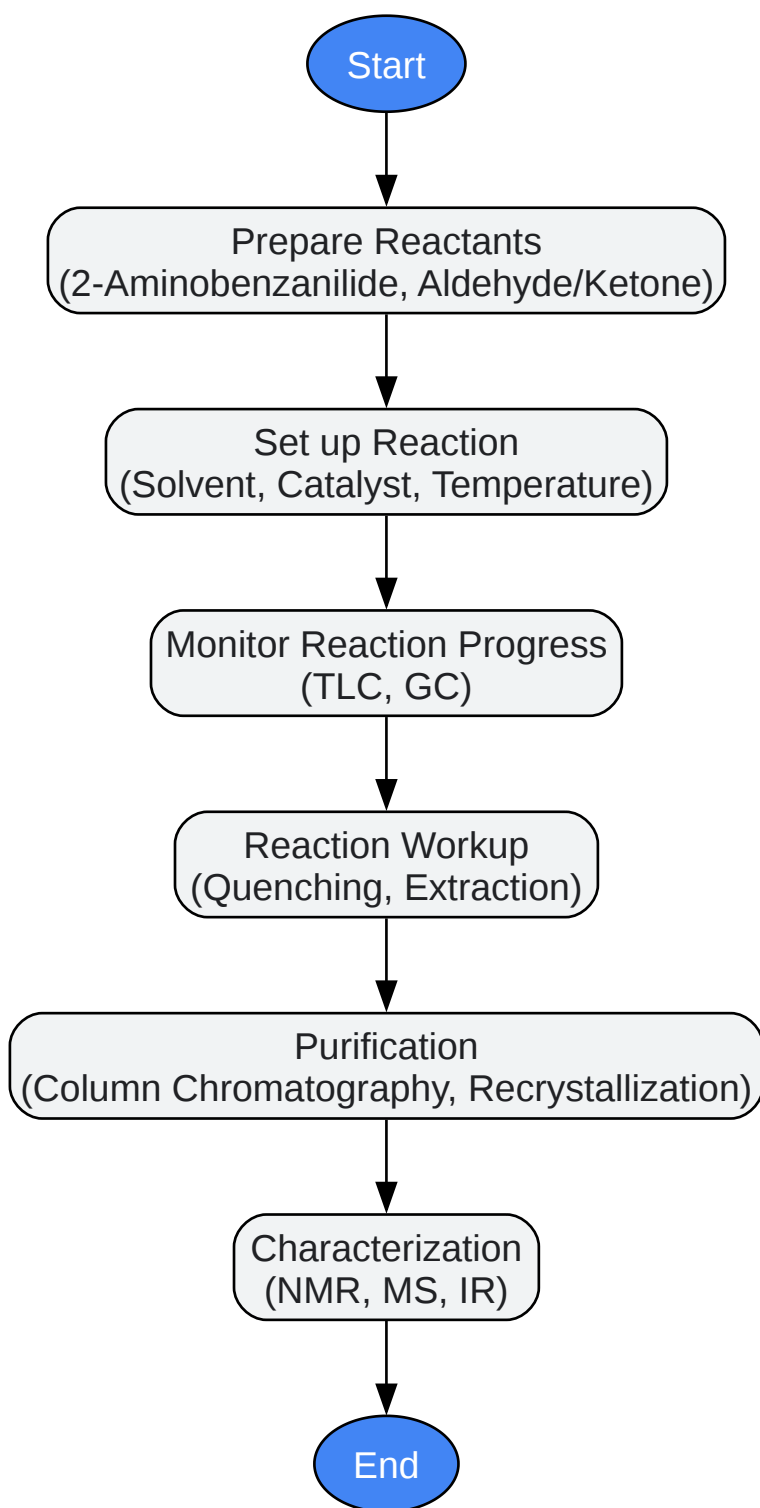 Start
Prepare Reactants
(2-Aminobenzanilide, Aldehyde/Ketone)
Set up Reaction
(Solvent, Catalyst, Temperature)
Monitor Reaction Progress
(TLC, GC)
Reaction Workup
(Quenching, Extraction)
Purification
(Column Chromatography, Recrystallization)
Characterization
(NMR, MS, IR)
End